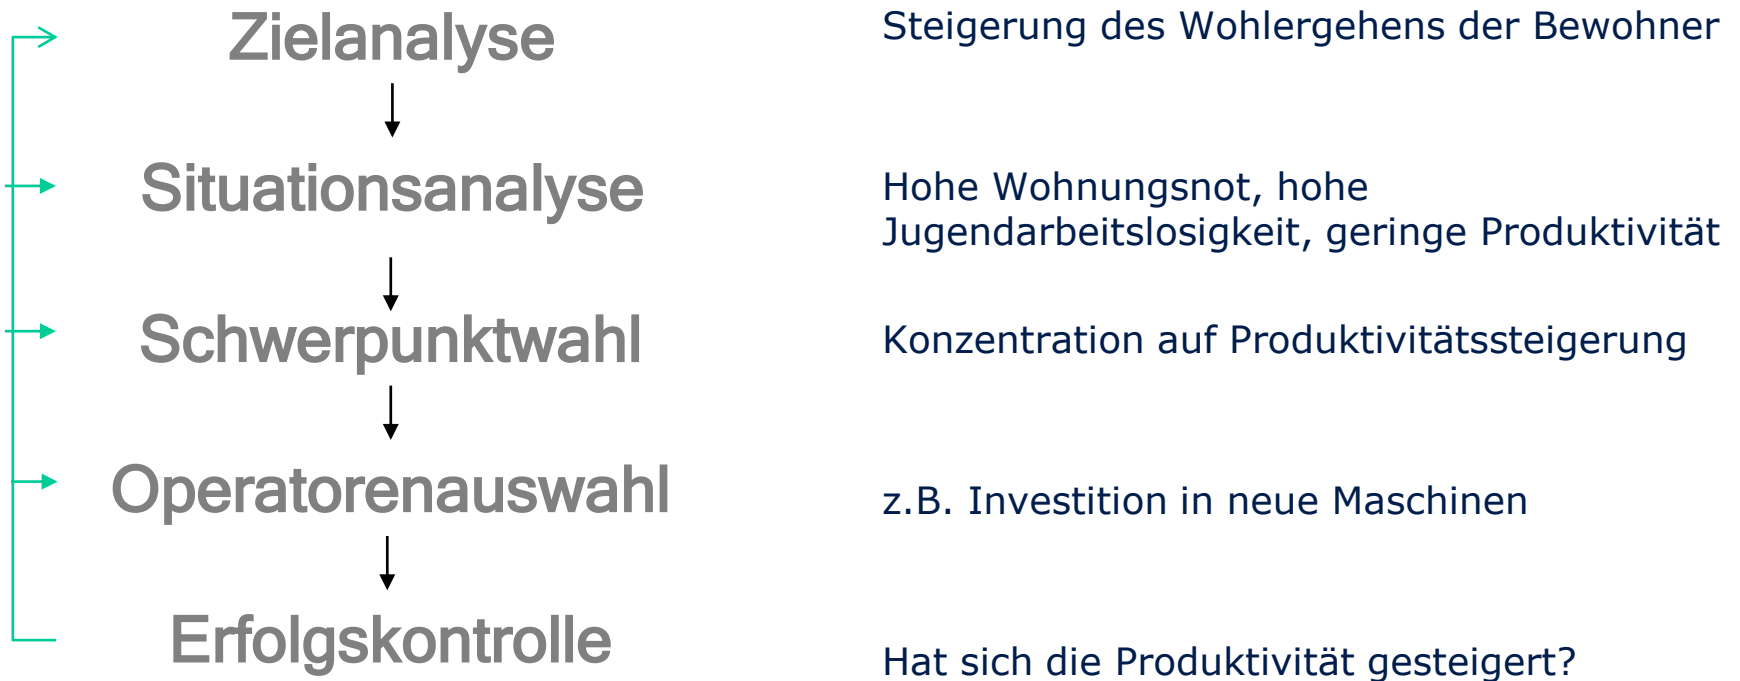 Zielanalyse
Steigerung des Wohlergehens der Bewohner
Situationsanalyse
Hohe Wohnungsnot, hohe
Jugendarbeitslosigkeit, geringe Produktivität
Schwerpunktwahl
Konzentration auf Produktivitätssteigerung
Operatorenauswahl
z.B. Investition in neue Maschinen
Erfolgskontrolle
Hat sich die Produktivität gesteigert?